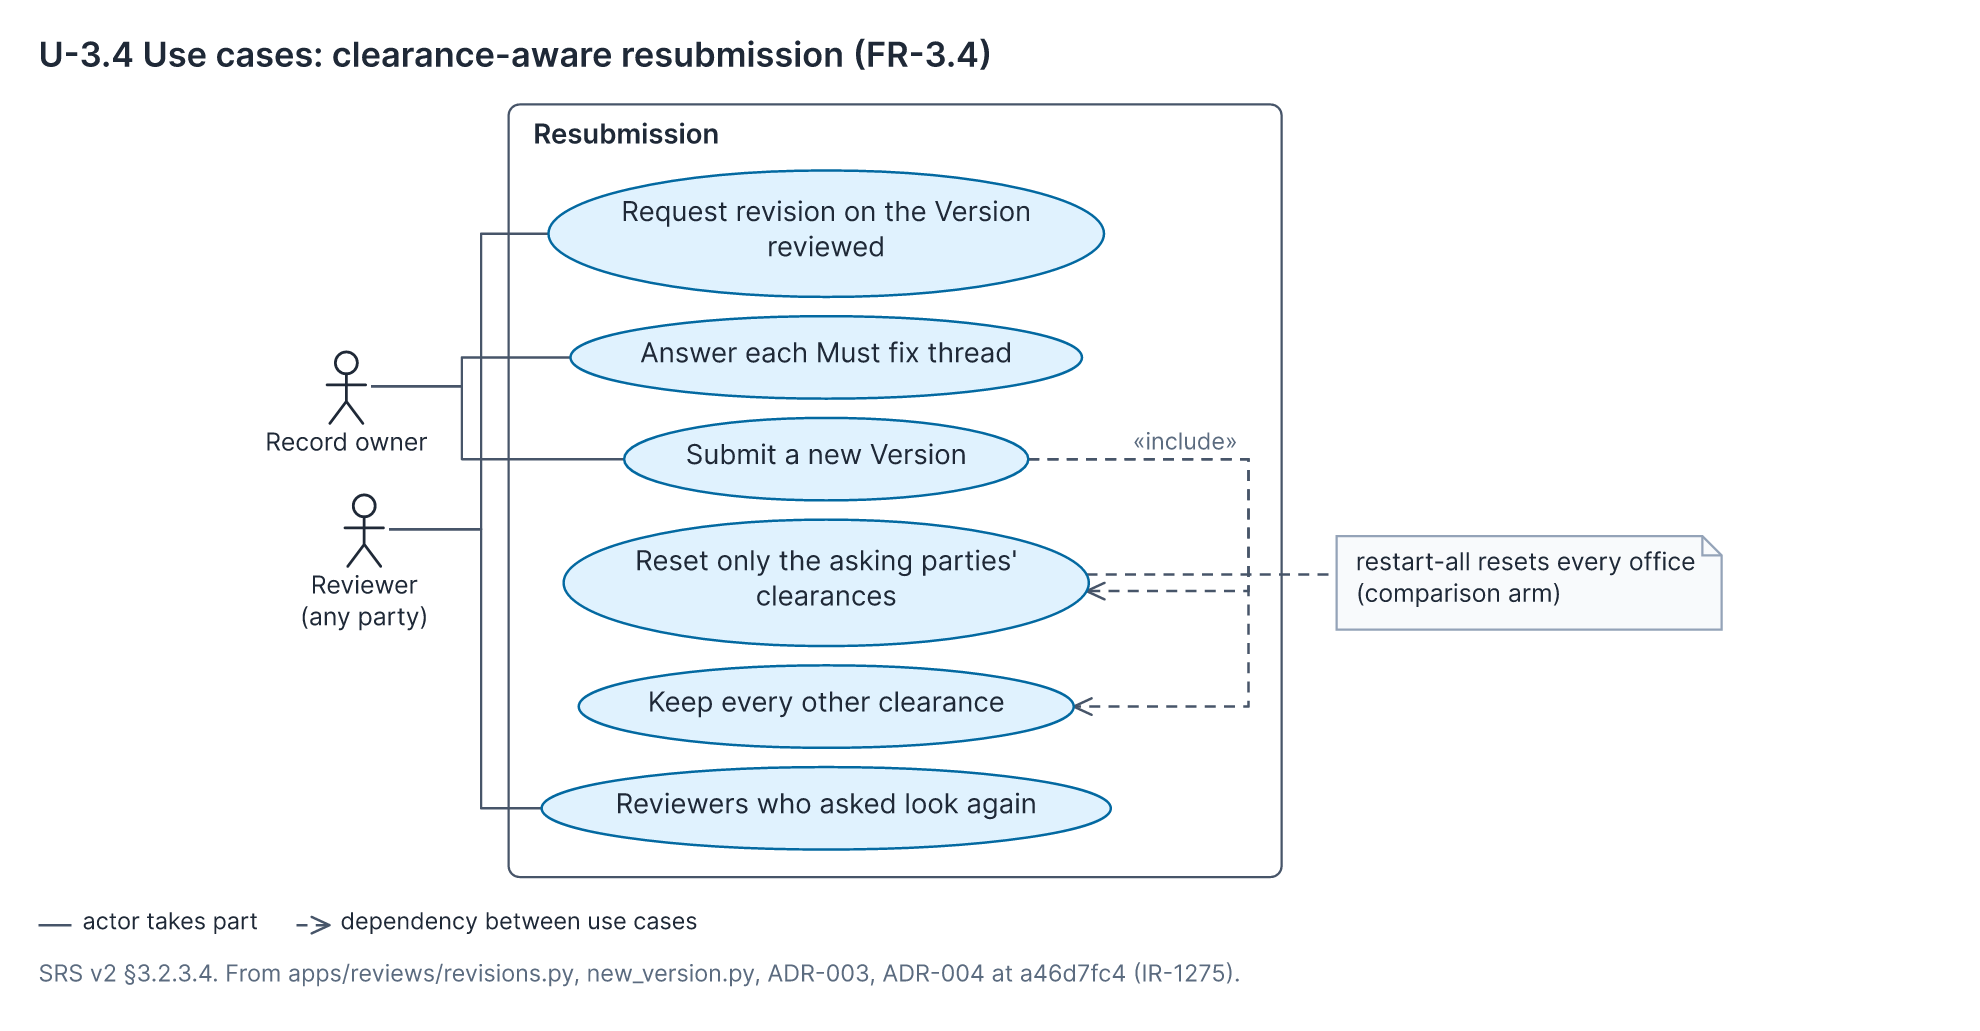 U-3.4 Use cases: clearance-aware resubmission (FR-3.4)
Resubmission
Request revision on the Version
reviewed
Answer each Must fix thread
Record owner
Submit a new Version
«include»
Reviewer
(any party)
Reset only the asking parties'
clearances
restart-all resets every office
(comparison arm)
Keep every other clearance
Reviewers who asked look again
actor takes part
dependency between use cases
SRS v2 §3.2.3.4. From apps/reviews/revisions.py, new_version.py, ADR-003, ADR-004 at a46d7fc4 (IR-1275).